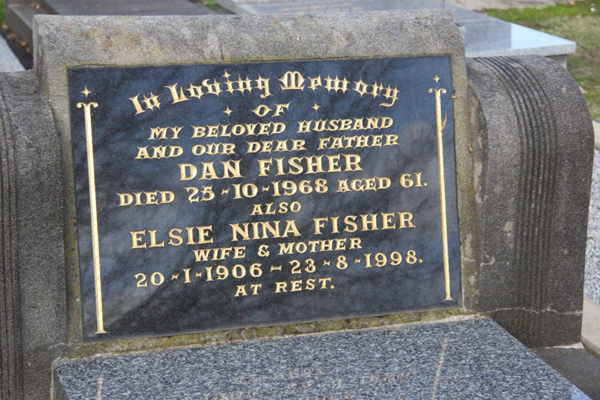 In Loving Memory
OF
MY BELOVED HUSBAND
AND OUR DEAR FATHER
DAN FISHER
DIED 25-10-1968 AGED 61.
ALSO
ELSIE NINA FISHER
WIFE & MOTHER
20-1-1906 - 23-8-1998.
AT REST.